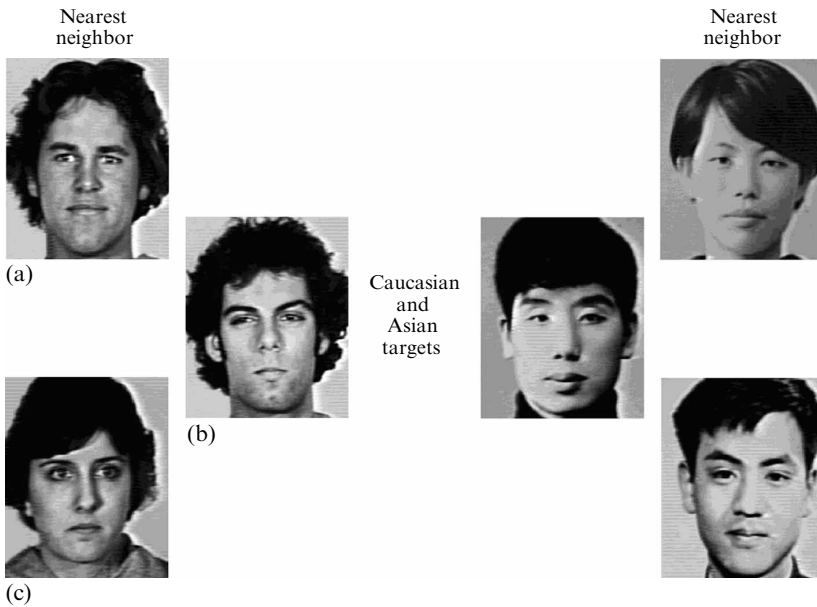 Nearest
neighbor
Nearest
neighbor
(a)
Caucasian
and
Asian
targets
(b)
(c)